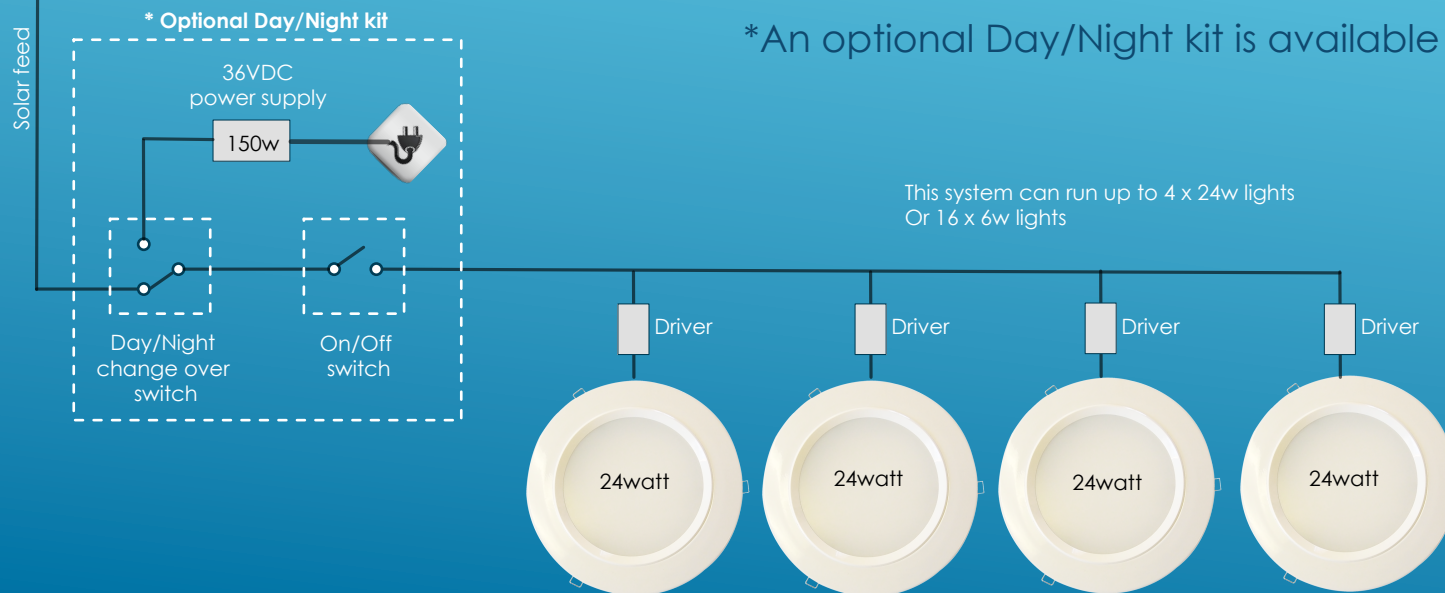 * Optional Day/Night kit
*An optional Day/Night kit is available
Solar feed
36VDC
power supply
150w
This system can run up to 4 x 24w lights
Or 16 x 6w lights
Driver
Driver
Driver
Driver
Day/Night
change over
switch
On/Off
switch
24watt
24watt
24watt
24watt